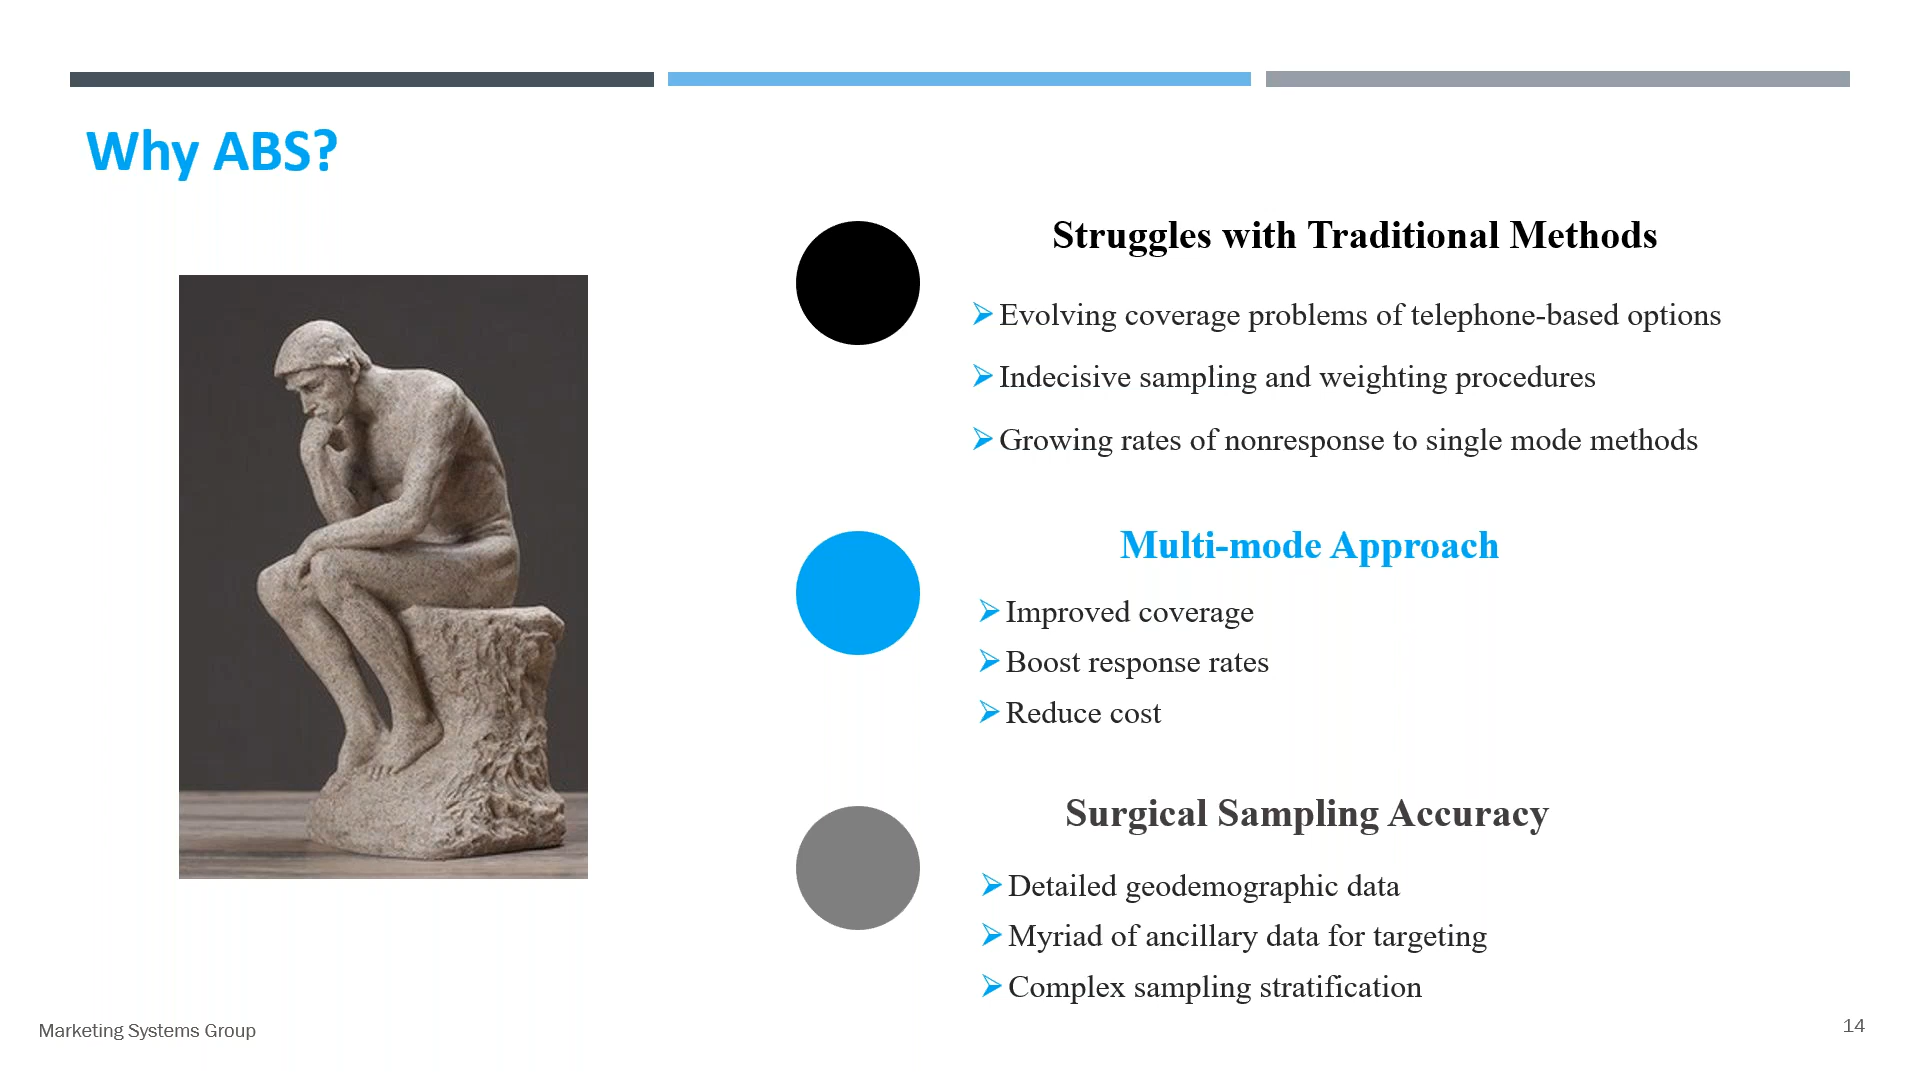 Why ABS?
Struggles with Traditional Methods
Evolving coverage problems of telephone-based options
Indecisive sampling and weighting procedures
Growing rates of nonresponse to single mode methods
Multi-mode Approach
Improved coverage
Boost response rates
Reduce cost
Surgical Sampling Accuracy
Detailed geodemographic data
Myriad of ancillary data for targeting
Complex sampling stratification
Marketing Systems Group
14